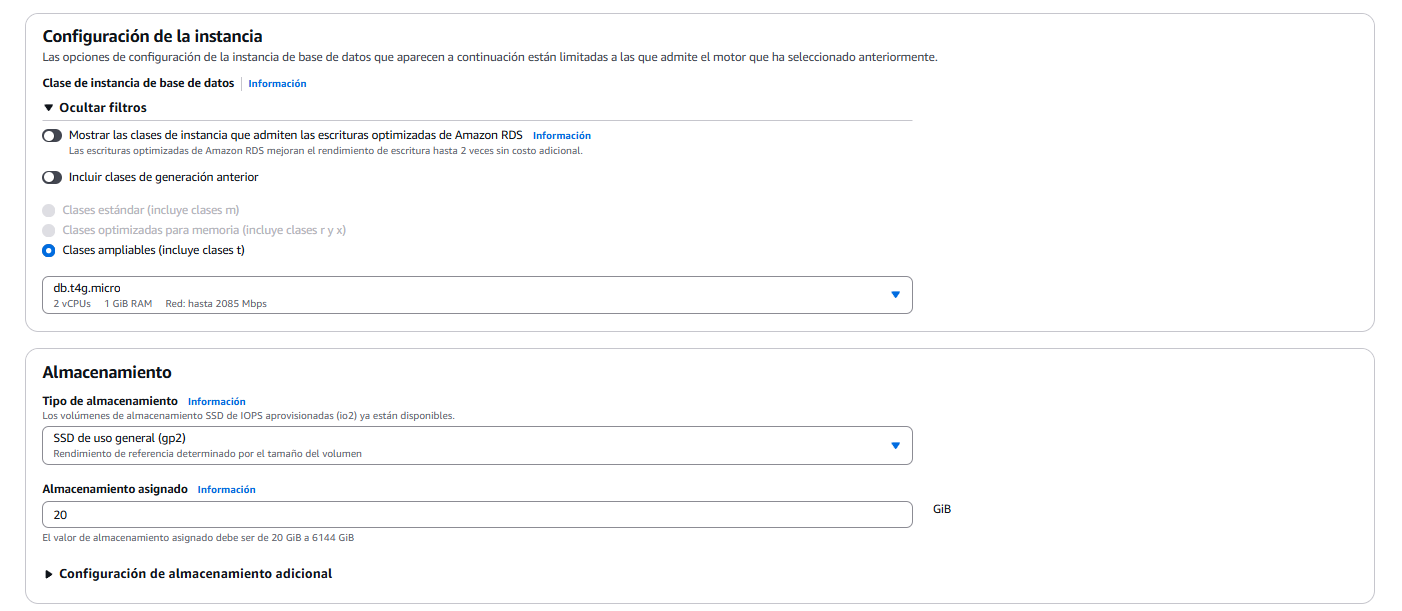 Configuración de la instancia
Las opciones de configuración de la instancia de base de datos que aparecen a continuación están limitadas a las que admite el motor que ha seleccionado anteriormente.
Clase de instancia de base de datos Información
Ocultar filtros
Mostrar las clases de instancia que admiten las escrituras optimizadas de Amazon RDS Información
Las escrituras optimizadas de Amazon RDS mejoran el rendimiento de escritura hasta 2 veces sin costo adicional.
Incluir clases de generación anterior
Clases estándar (incluye clases m)
Clases optimizadas para memoria (incluye clases r y x)
Clases ampliables (incluye clases t)
db.t4g.micro
2 vCPUs 1 GiB RAM Red: hasta 2085 Mbps
Almacenamiento
Tipo de almacenamiento Información
Los volúmenes de almacenamiento SSD de IOPS aprovisionadas (io2) ya están disponibles.
SSD de uso general (gp2)
Rendimiento de referencia determinado por el tamaño del volumen
Almacenamiento asignado Información
20 GiB
El valor de almacenamiento asignado debe ser de 20 GiB a 6144 GiB
Configuración de almacenamiento adicional